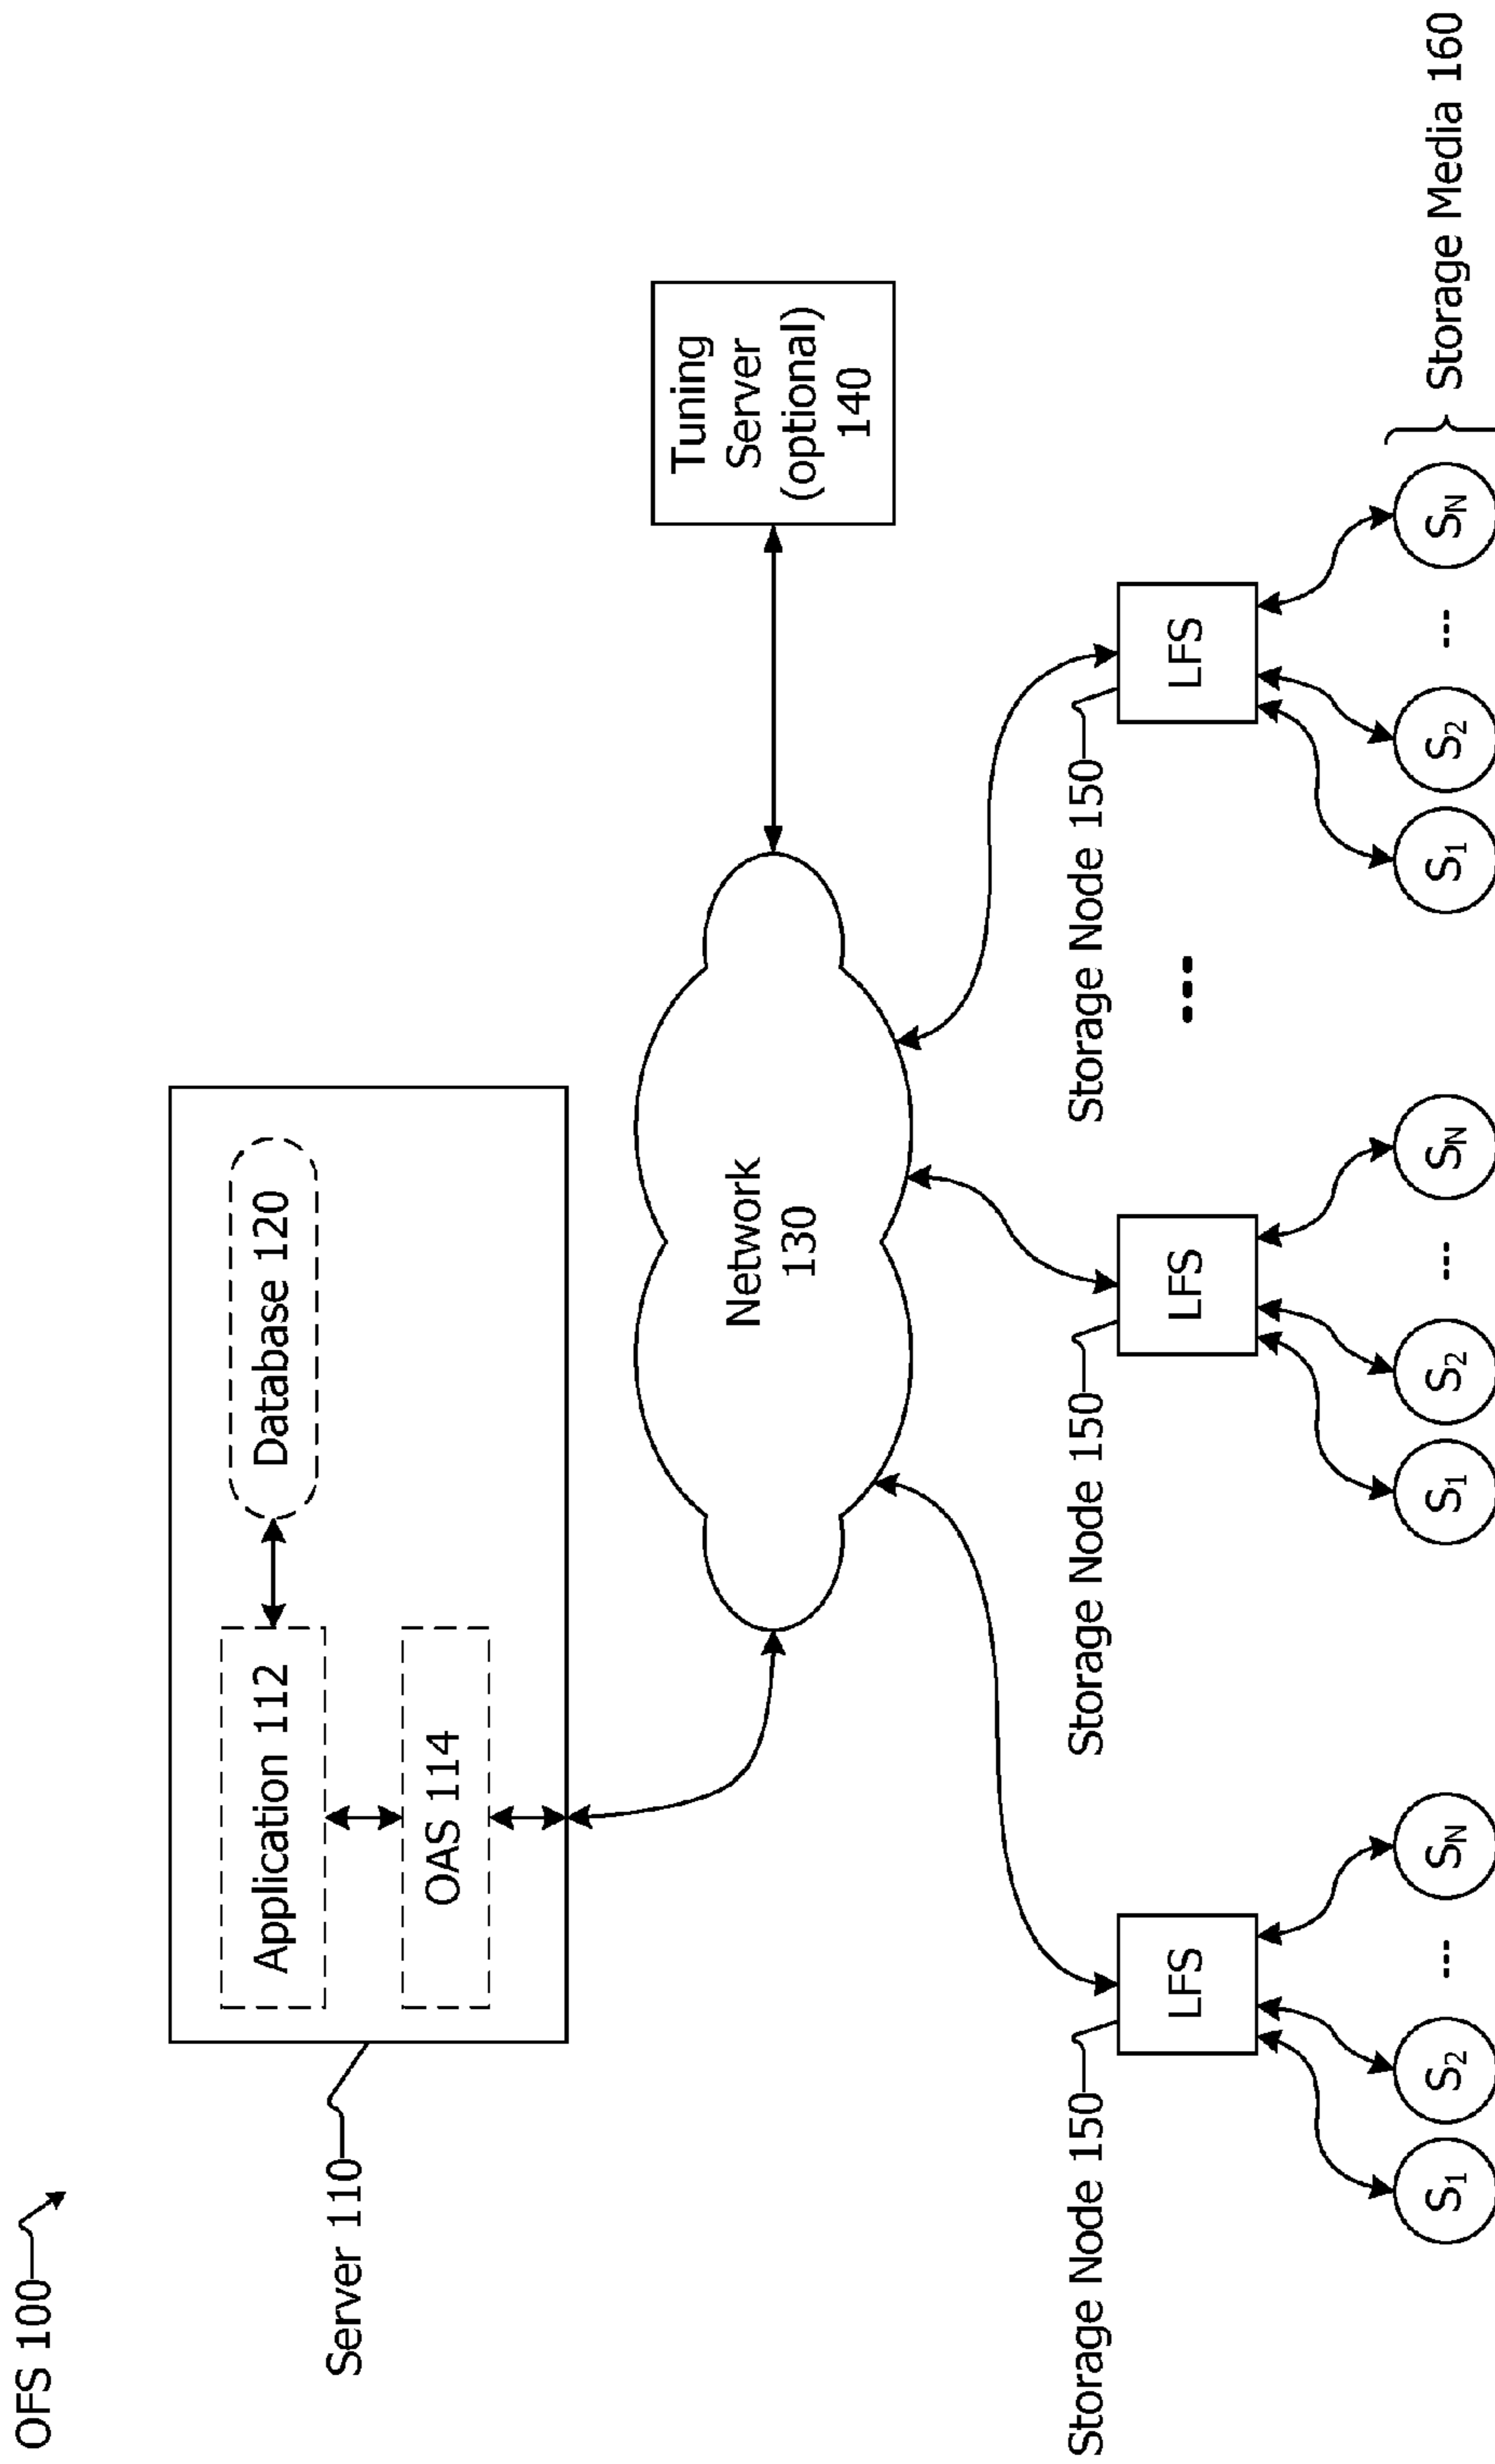 OFS 100
Server 110
Application 112
Database 120
OAS 114
Network
130
Tuning
Server
(optional)
140
Storage Node 150
Storage Node 150
Storage Node 150
LFS
LFS
---
LFS
S1
S2
---
SN
S1
S2
---
SN
S1
S2
---
SN
Storage Media 160